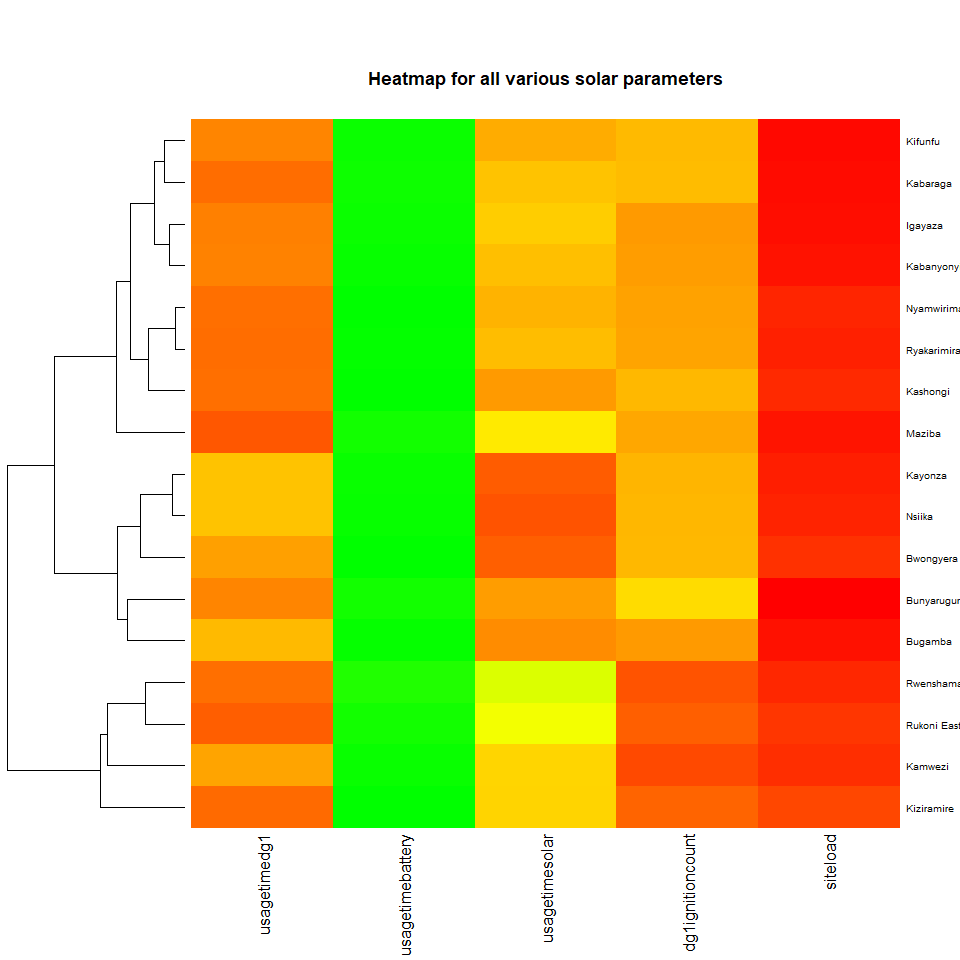 Heatmap for all various solar parameters
Kifunfu
Kabaraga
Igayaza
Kabanyony
Nyamwirima
Ryakarimira
Kashongi
Maziba
Kayonza
Nsiika
Bwongyera
Bunyarugur
Bugamba
Rwenshama
Rukoni East
Kamwezi
Kiziramire
usagetimedg1
usagetimebattery
usagetimesolar
dg1ignitioncount
siteload